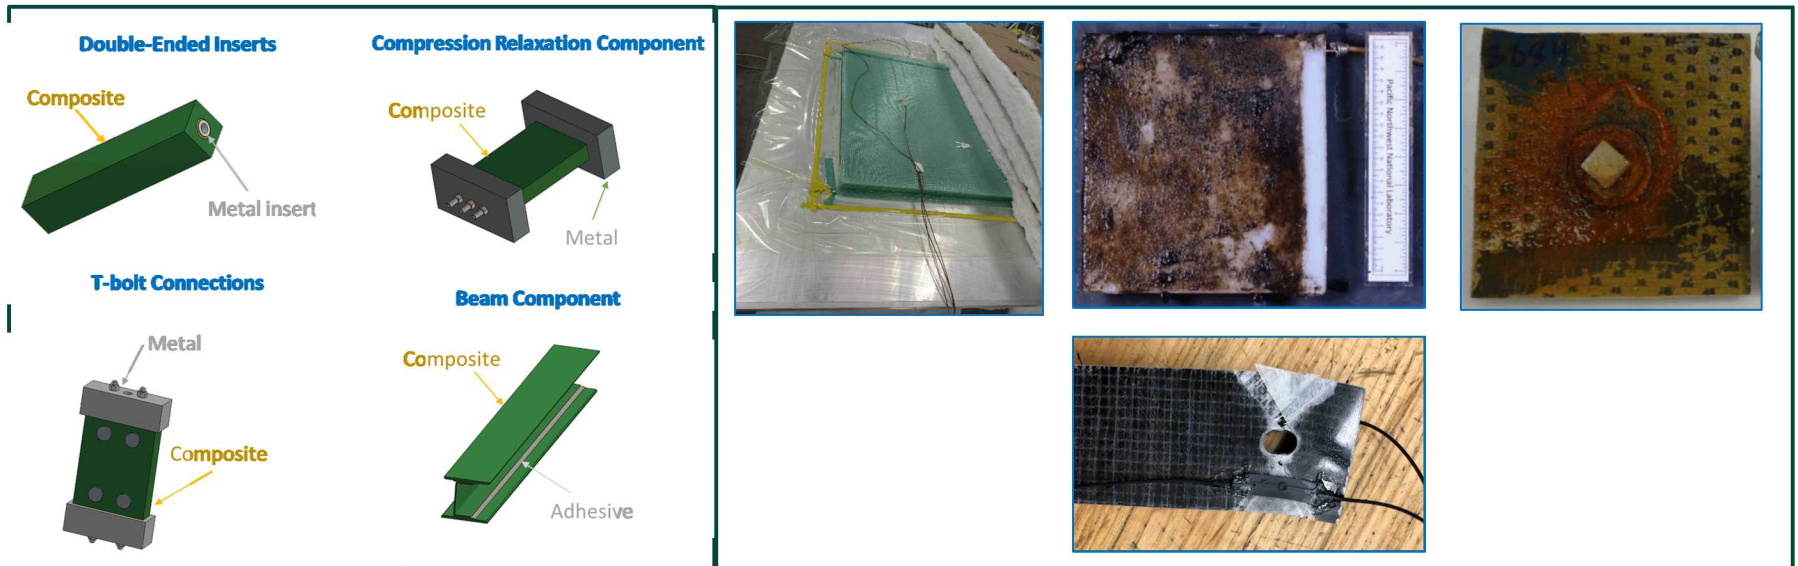 Double-Ended Inserts
Composite
Metal insert
Compression Relaxation Component
Composite
Metal
T-bolt Connections
Metal
Composite
Beam Component
Composite
Adhesive
Pacific Northwest National Laboratory